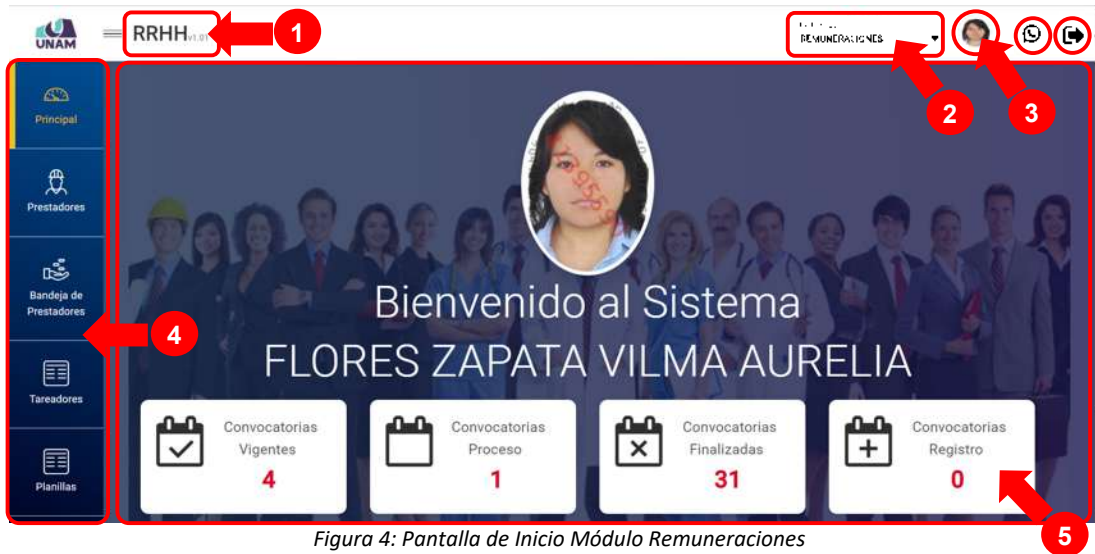 UNAM
RRHH v1.01
1
REMUNERACIONES
2
3
Principal
Prestadores
Bandeja de
Prestadores
4
Tareadores
Planillas
Bienvenido al Sistema
FLORES ZAPATA VILMA AURELIA
Convocatorias
Vigentes
4
Convocatorias
Proceso
1
Convocatorias
Finalizadas
31
Convocatorias
Registro
0
5
Figura 4: Pantalla de Inicio Módulo Remuneraciones